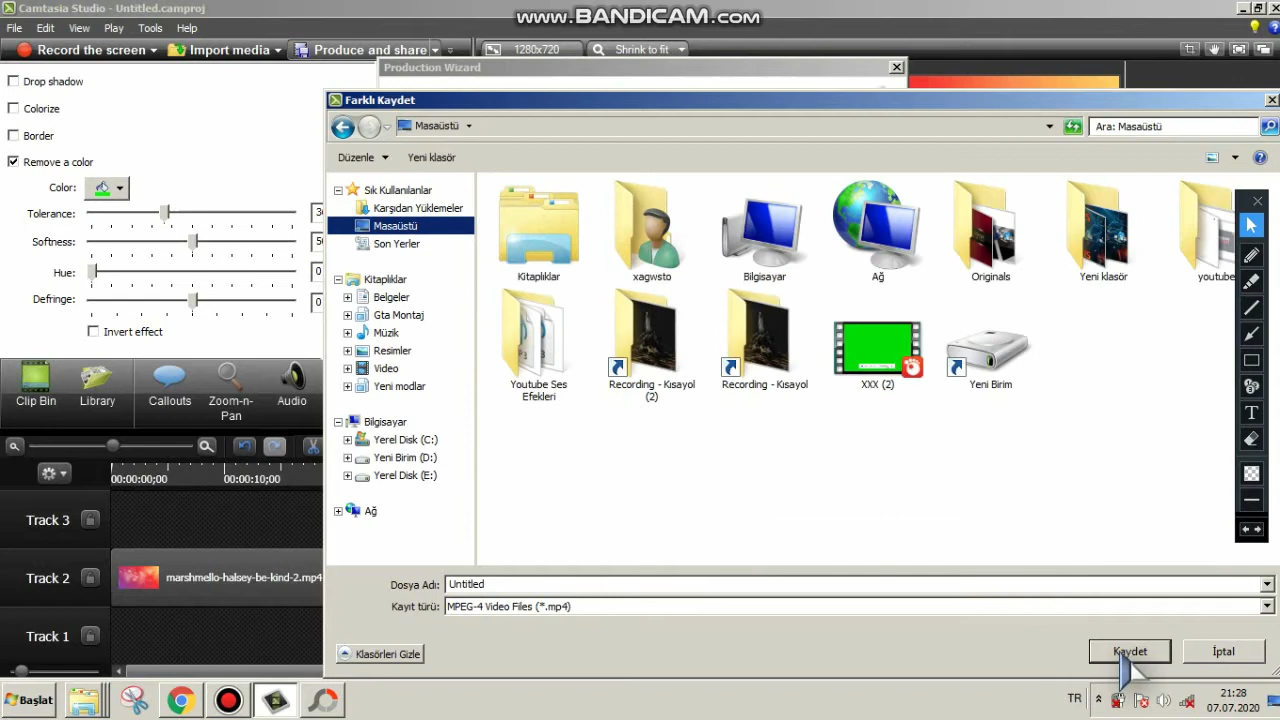 Camtasia Studio - Untitled.camproj
www.BANDICAM.com
File Edit View Play Tools Help
Record the screen Import media Produce and share 1280x720 Shrink to fit
Production Wizard
Drop shadow
Colorize
Border
Remove a color
Color:
Tolerance:
Softness:
Hue: 0
Defringe: 0
Invert effect
Farklı Kaydet
Masaüstü
Ara: Masaüstü
Düzenle Yeni klasör
Sık Kullanılanlar
Karşıdan Yüklemeler
Masaüstü
Son Yerler
Kitaplıklar
Belgeler
Gta Montaj
Müzik
Resimler
Video
Yeni modlar
Bilgisayar
Yerel Disk (C:)
Yeni Birim (D:)
Yerel Disk (E:)
Ağ
Kitaplıklar xagwsto Bilgisayar Ağ Originals Yeni klasör youtube
Youtube Ses Efekleri
Recording - Kısayol (2)
Recording - Kısayol
XXX (2)
Yeni Birim
T
Dosya Adı: Untitled
Kayıt türü: MPEG-4 Video Files (*.mp4)
Klasörleri Gizle
Kaydet İptal
Clip Bin Library Callouts Zoom-n-Pan Audio
00:00:00;00 00:00:10;00
Track 3
Track 2 marshmello-halsey-be-kind-2.mp4
Track 1
Başlat
TR
21:28
07.07.2020